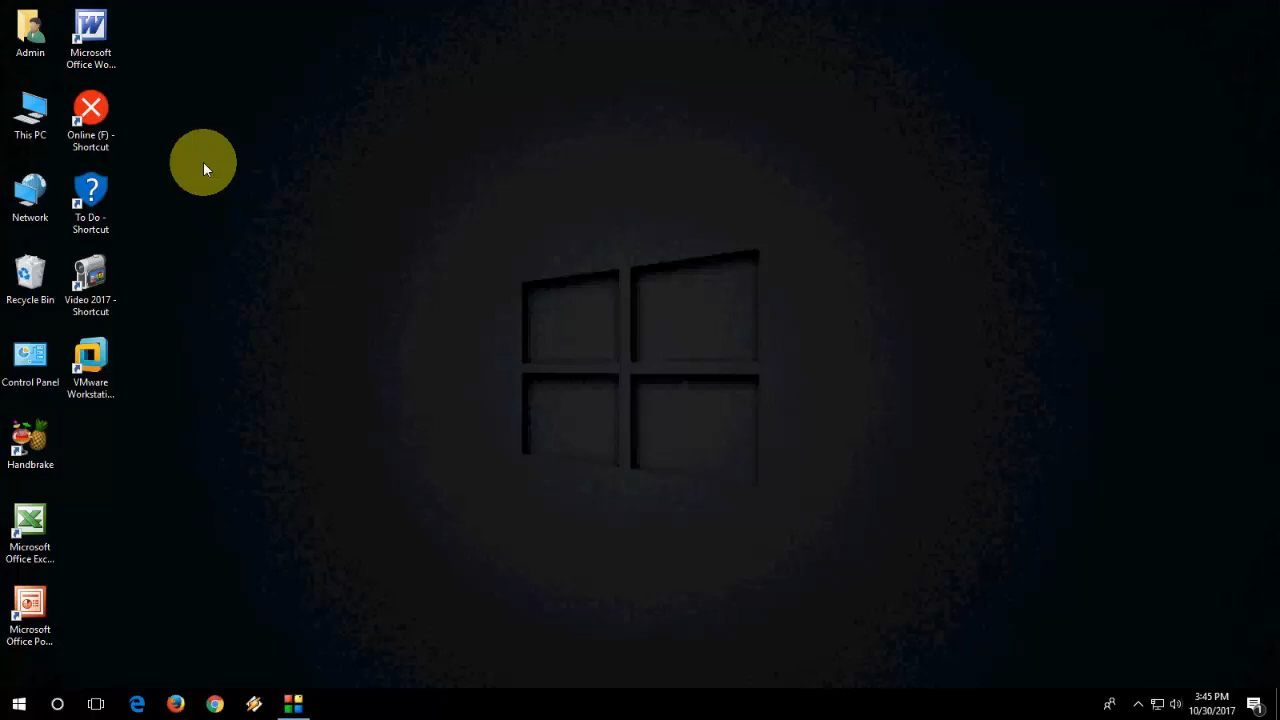 Admin
Microsoft
Office Wo...
This PC
Online (F) -
Shortcut
Network
To Do -
Shortcut
Recycle Bin
Video 2017 -
Shortcut
Control Panel
VMware
Workstati...
Handbrake
Microsoft
Office Exc...
Microsoft
Office Po...
3:45 PM
10/30/2017
1